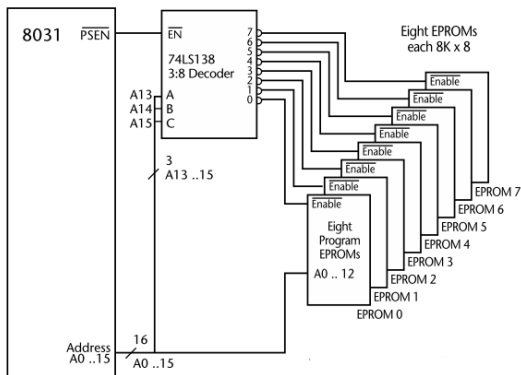 8031
PSEN
EN
74LS138
3:8 Decoder
A13 A
A14 B
A15 C
7
6
5
4
3
2
1
0
Eight EPROMs
each 8K x 8
3
A13 ..15
Enable
Enable
Enable
Enable
Enable
Enable
Enable
Enable
Eight
Program
EPROMs
A0 .. 12
EPROM 7
EPROM 6
EPROM 5
EPROM 4
EPROM 3
EPROM 2
EPROM 1
EPROM 0
Address
A0 ..15
16
A0 ..15